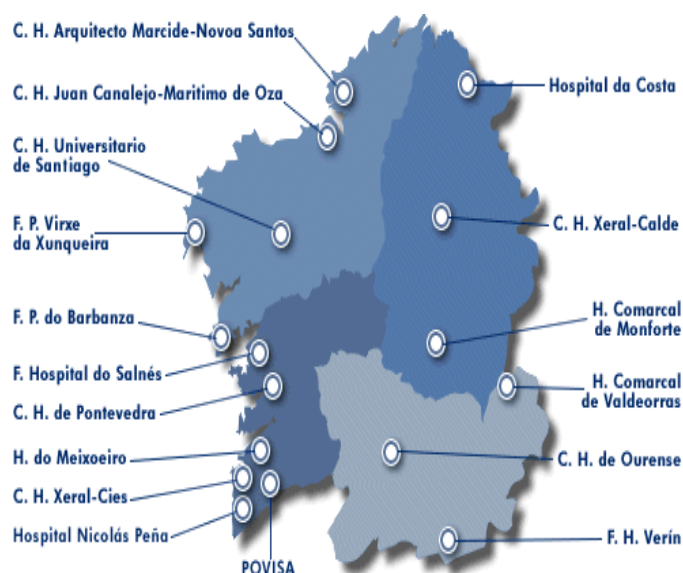 C. H. Arquitecto Marcide-Novoa Santos
C. H. Juan Canalejo-Maritimo de Oza
C. H. Universitario
de Santiago
F. P. Virxe
da Xunqueira
F. P. do Barbanza
F. Hospital do Salnés
C. H. de Pontevedra
H. do Meixoeiro
C. H. Xeral-Cies
Hospital Nicolás Peña
POVISA
Hospital da Costa
C. H. Xeral-Calde
H. Comarcal
de Monforte
H. Comarcal
de Valdeorras
C. H. de Ourense
F. H. Verín